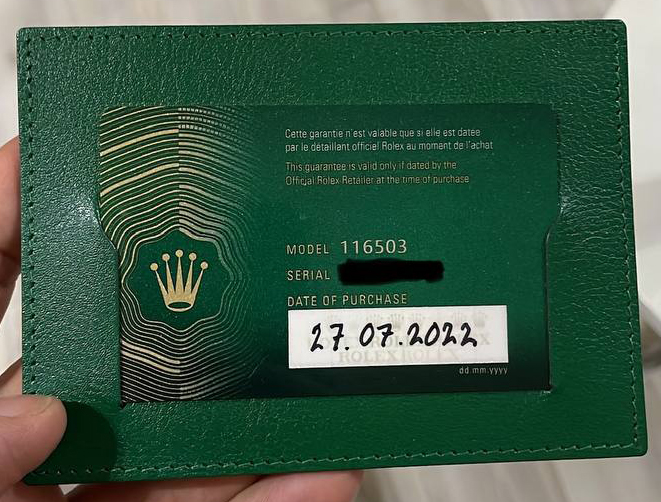 Cette garantie n'est valable que si elle est datée
par le détaillant officiel Rolex au moment de l'achat
This guarantee is valid only if dated by the
Official Rolex Retailer at the time of purchase
MODEL 116503
SERIAL
DATE OF PURCHASE
27.07.2022
ROLEX ROLEX
dd.mm.yyyy